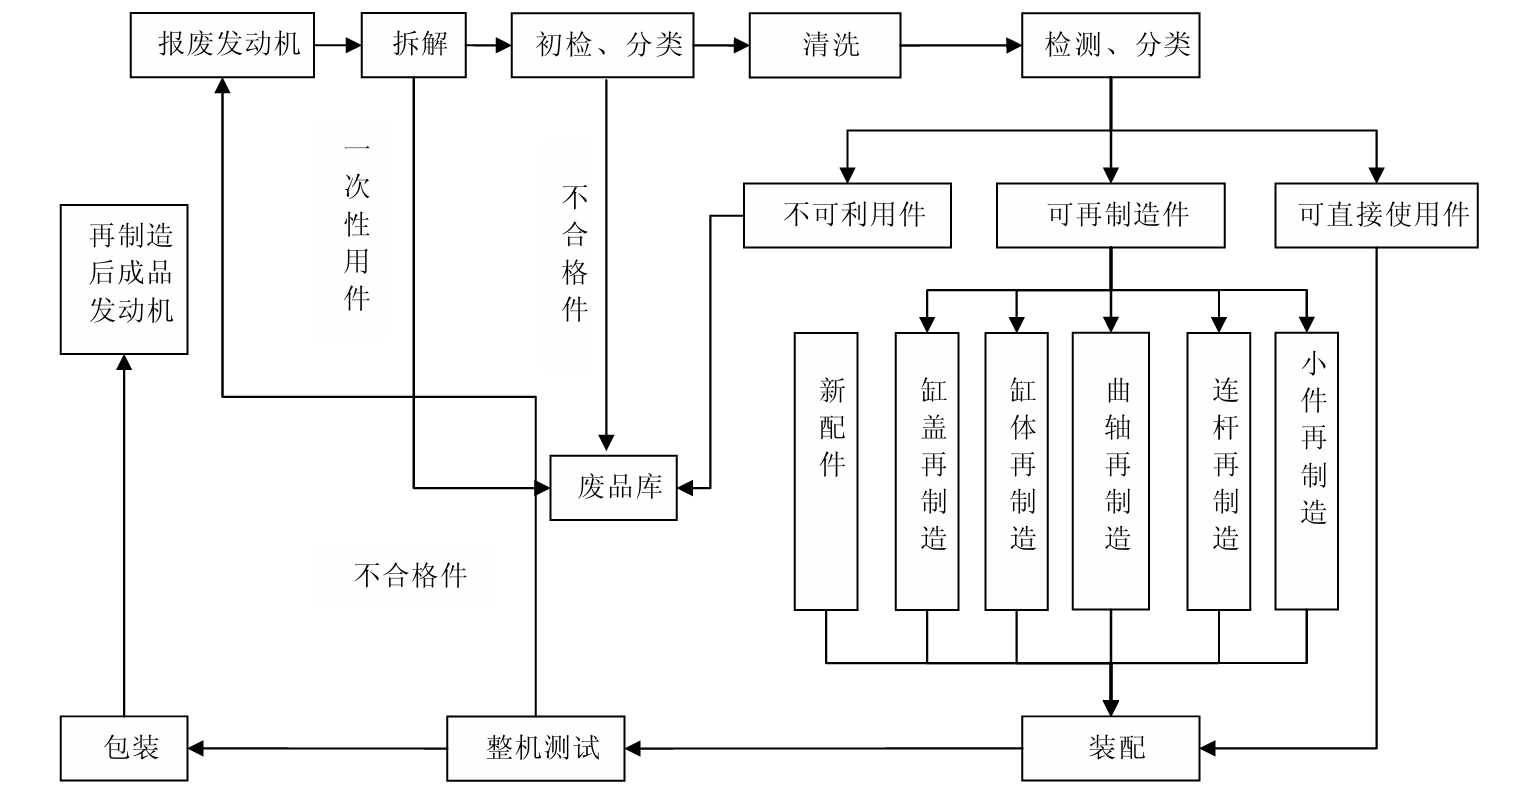 报废发动机
拆解
初检、分类
清洗
检测、分类
一次性用件
不合格件
不可利用件
可再制造件
可直接使用件
再制造
后成品
发动机
新配件
缸盖再制造
缸体再制造
曲轴再制造
连杆再制造
小件再制造
废品库
不合格件
包装
整机测试
装配